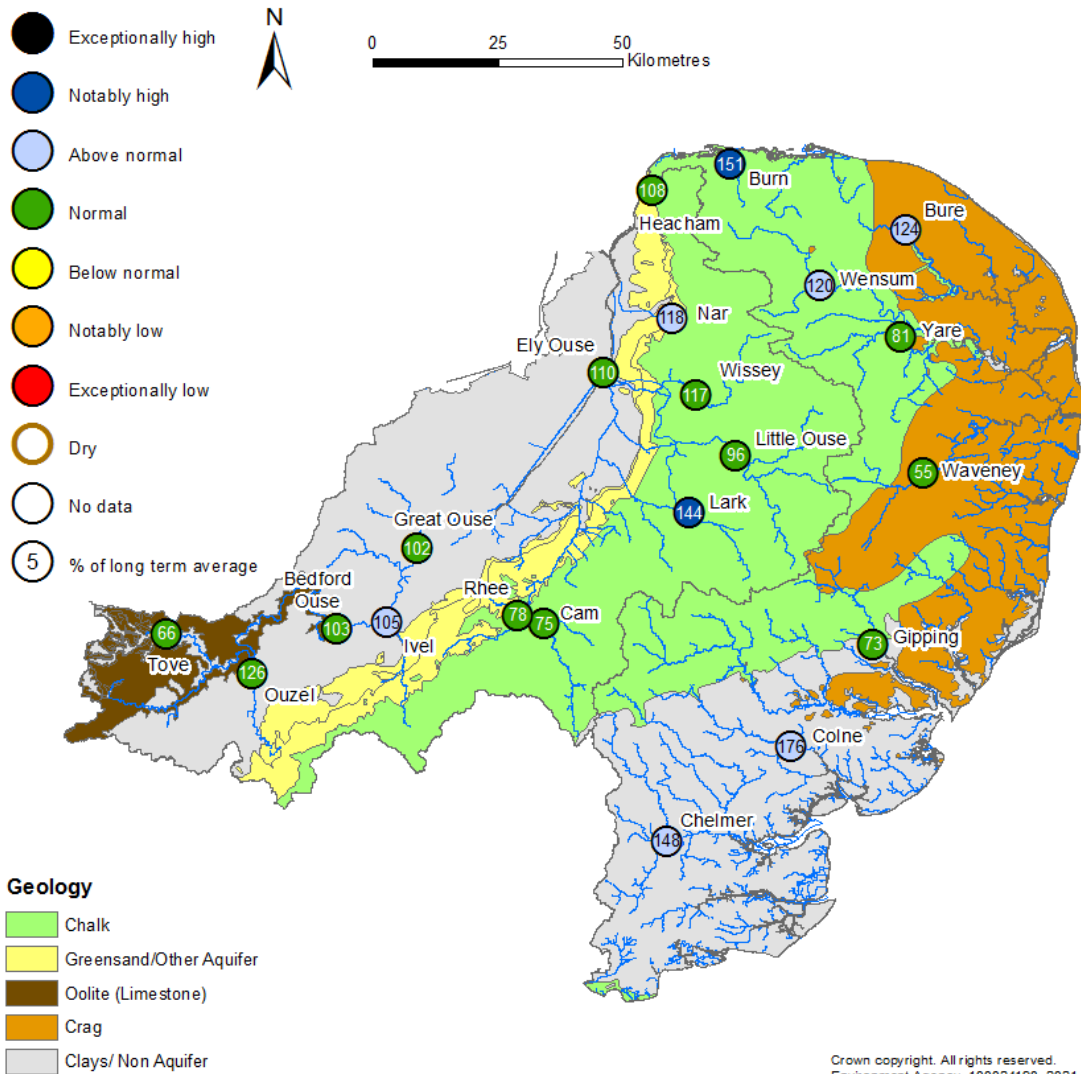 Exceptionally high
Notably high
Above normal
Normal
Below normal
Notably low
Exceptionally low
Dry
No data
5 % of long term average
N
0 25 50
Kilometres
151
Burn
108
Heacham
124
Bure
120
Wensum
118
Nar
81
Yare
Ely Ouse
110
Wissey
117
Little Ouse
96
55
Waveney
Lark
144
Great Ouse
102
Rhee
78
75
Cam
Bedford
Ouse
103
105
Ivel
66
Tove
126
Ouzel
73
Gipping
176
Colne
Chelmer
148
Geology
Chalk
Greensand/Other Aquifer
Oolite (Limestone)
Crag
Clays/ Non Aquifer
Crown copyright. All rights reserved.